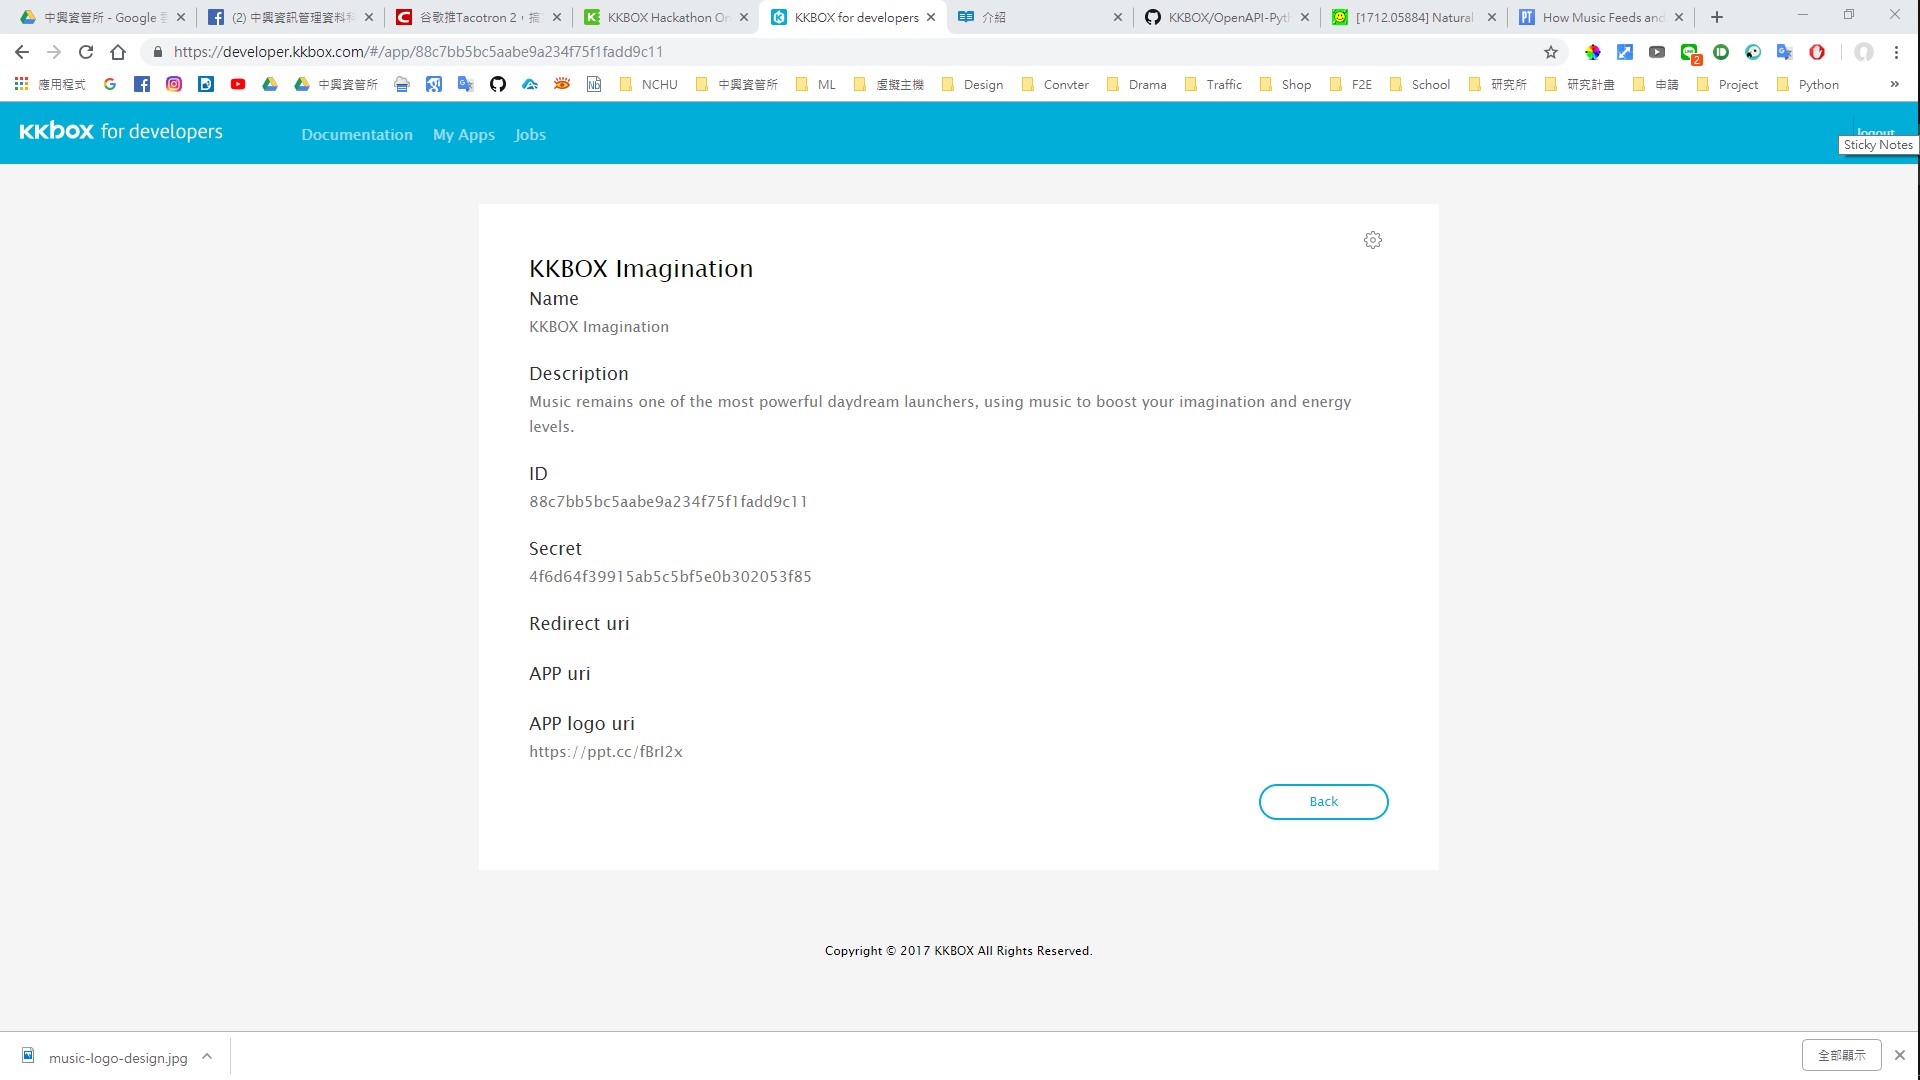 中興資管所 - Google
(2) 中興資訊管理資料科
谷歌推Tacotron 2，搞
KKBOX Hackathon On
KKBOX for developers
介紹
KKBOX/OpenAPI-Pyth
[1712.05884] Natural
How Music Feeds and
https://developer.kkbox.com/#/app/88c7bb5bc5aabe9a234f75f1fadd9c11
2
應用程式
中興資管所
NCHU
中興資管所
ML
虛擬主機
Design
Convter
Drama
Traffic
Shop
F2E
School
研究所
研究計畫
申請
Project
Python
»
KKBOX for developers
Documentation
My Apps
Jobs
logout
Sticky Notes
KKBOX Imagination
Name
KKBOX Imagination
Description
Music remains one of the most powerful daydream launchers, using music to boost your imagination and energy
levels.
ID
88c7bb5bc5aabe9a234f75f1fadd9c11
Secret
4f6d64f39915ab5c5bf5e0b302053f85
Redirect uri
APP uri
APP logo uri
https://ppt.cc/fBrI2x
Back
Copyright © 2017 KKBOX All Rights Reserved.
music-logo-design.jpg
全部顯示